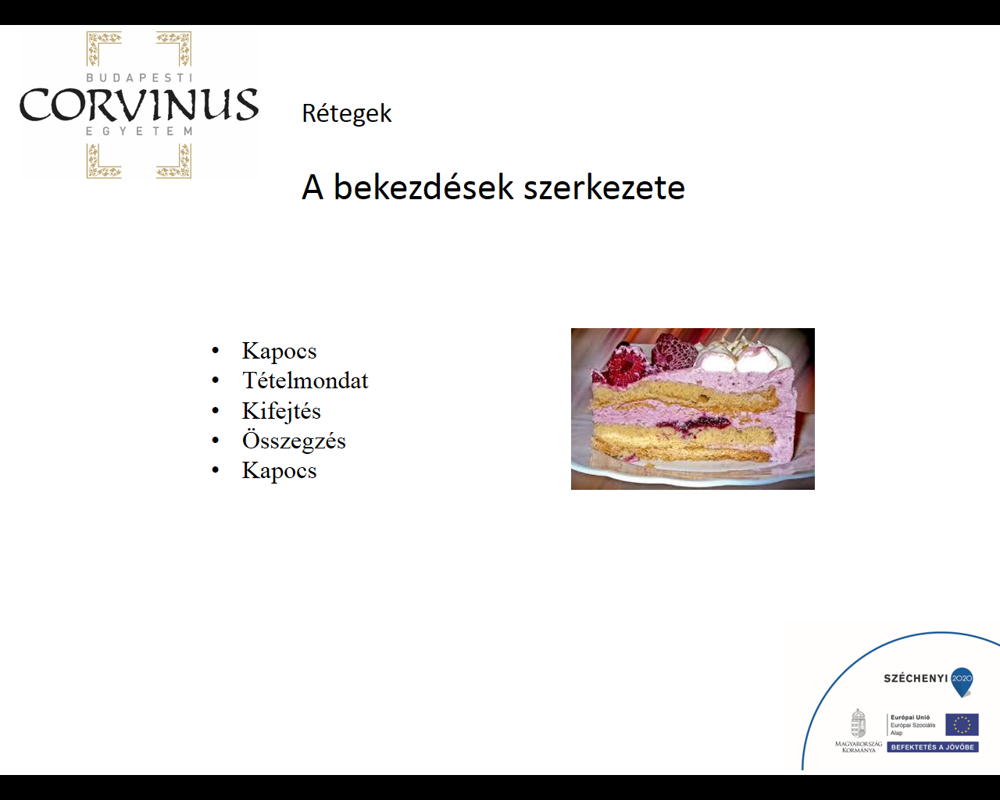 BUDAPESTI
CORVINUS
EGYETEM
Rétegek
A bekezdések szerkezete
• Kapocs
• Tételmondat
• Kifejtés
• Összegzés
• Kapocs
SZÉCHENYI 2020
MAGYARORSZÁG
KORMÁNYA
Európai Unió
Európai Szociális
Alap
BEFEKTETÉS A JÖVŐBE